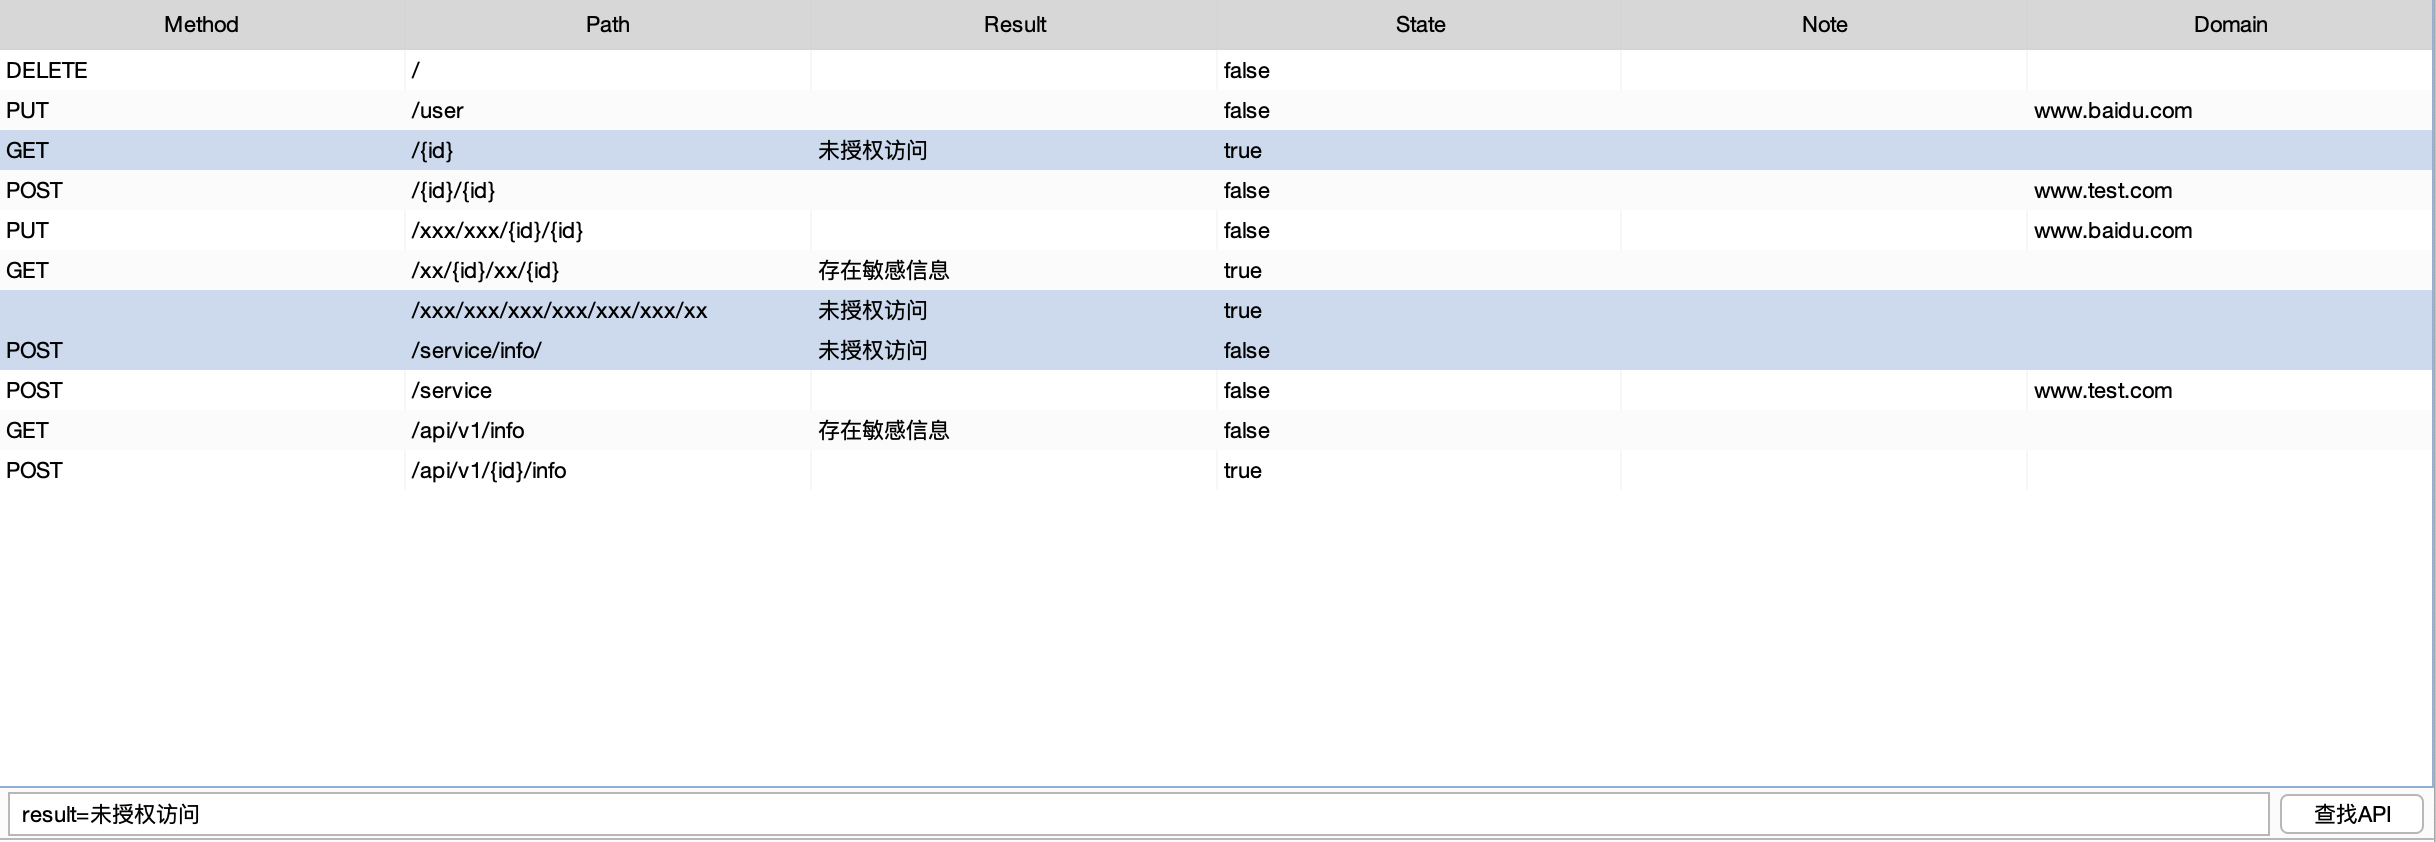 Method Path Result State Note Domain
DELETE / false
PUT /user false www.baidu.com
GET /{id} 未授权访问 true
POST /{id}/{id} false www.test.com
PUT /xxx/xxx/{id}/{id} false www.baidu.com
GET /xx/{id}/xx/{id} 存在敏感信息 true
/xxx/xxx/xxx/xxx/xxx/xxx/xx 未授权访问 true
POST /service/info/ 未授权访问 false
POST /service false www.test.com
GET /api/v1/info 存在敏感信息 false
POST /api/v1/{id}/info true
result=未授权访问 查找API